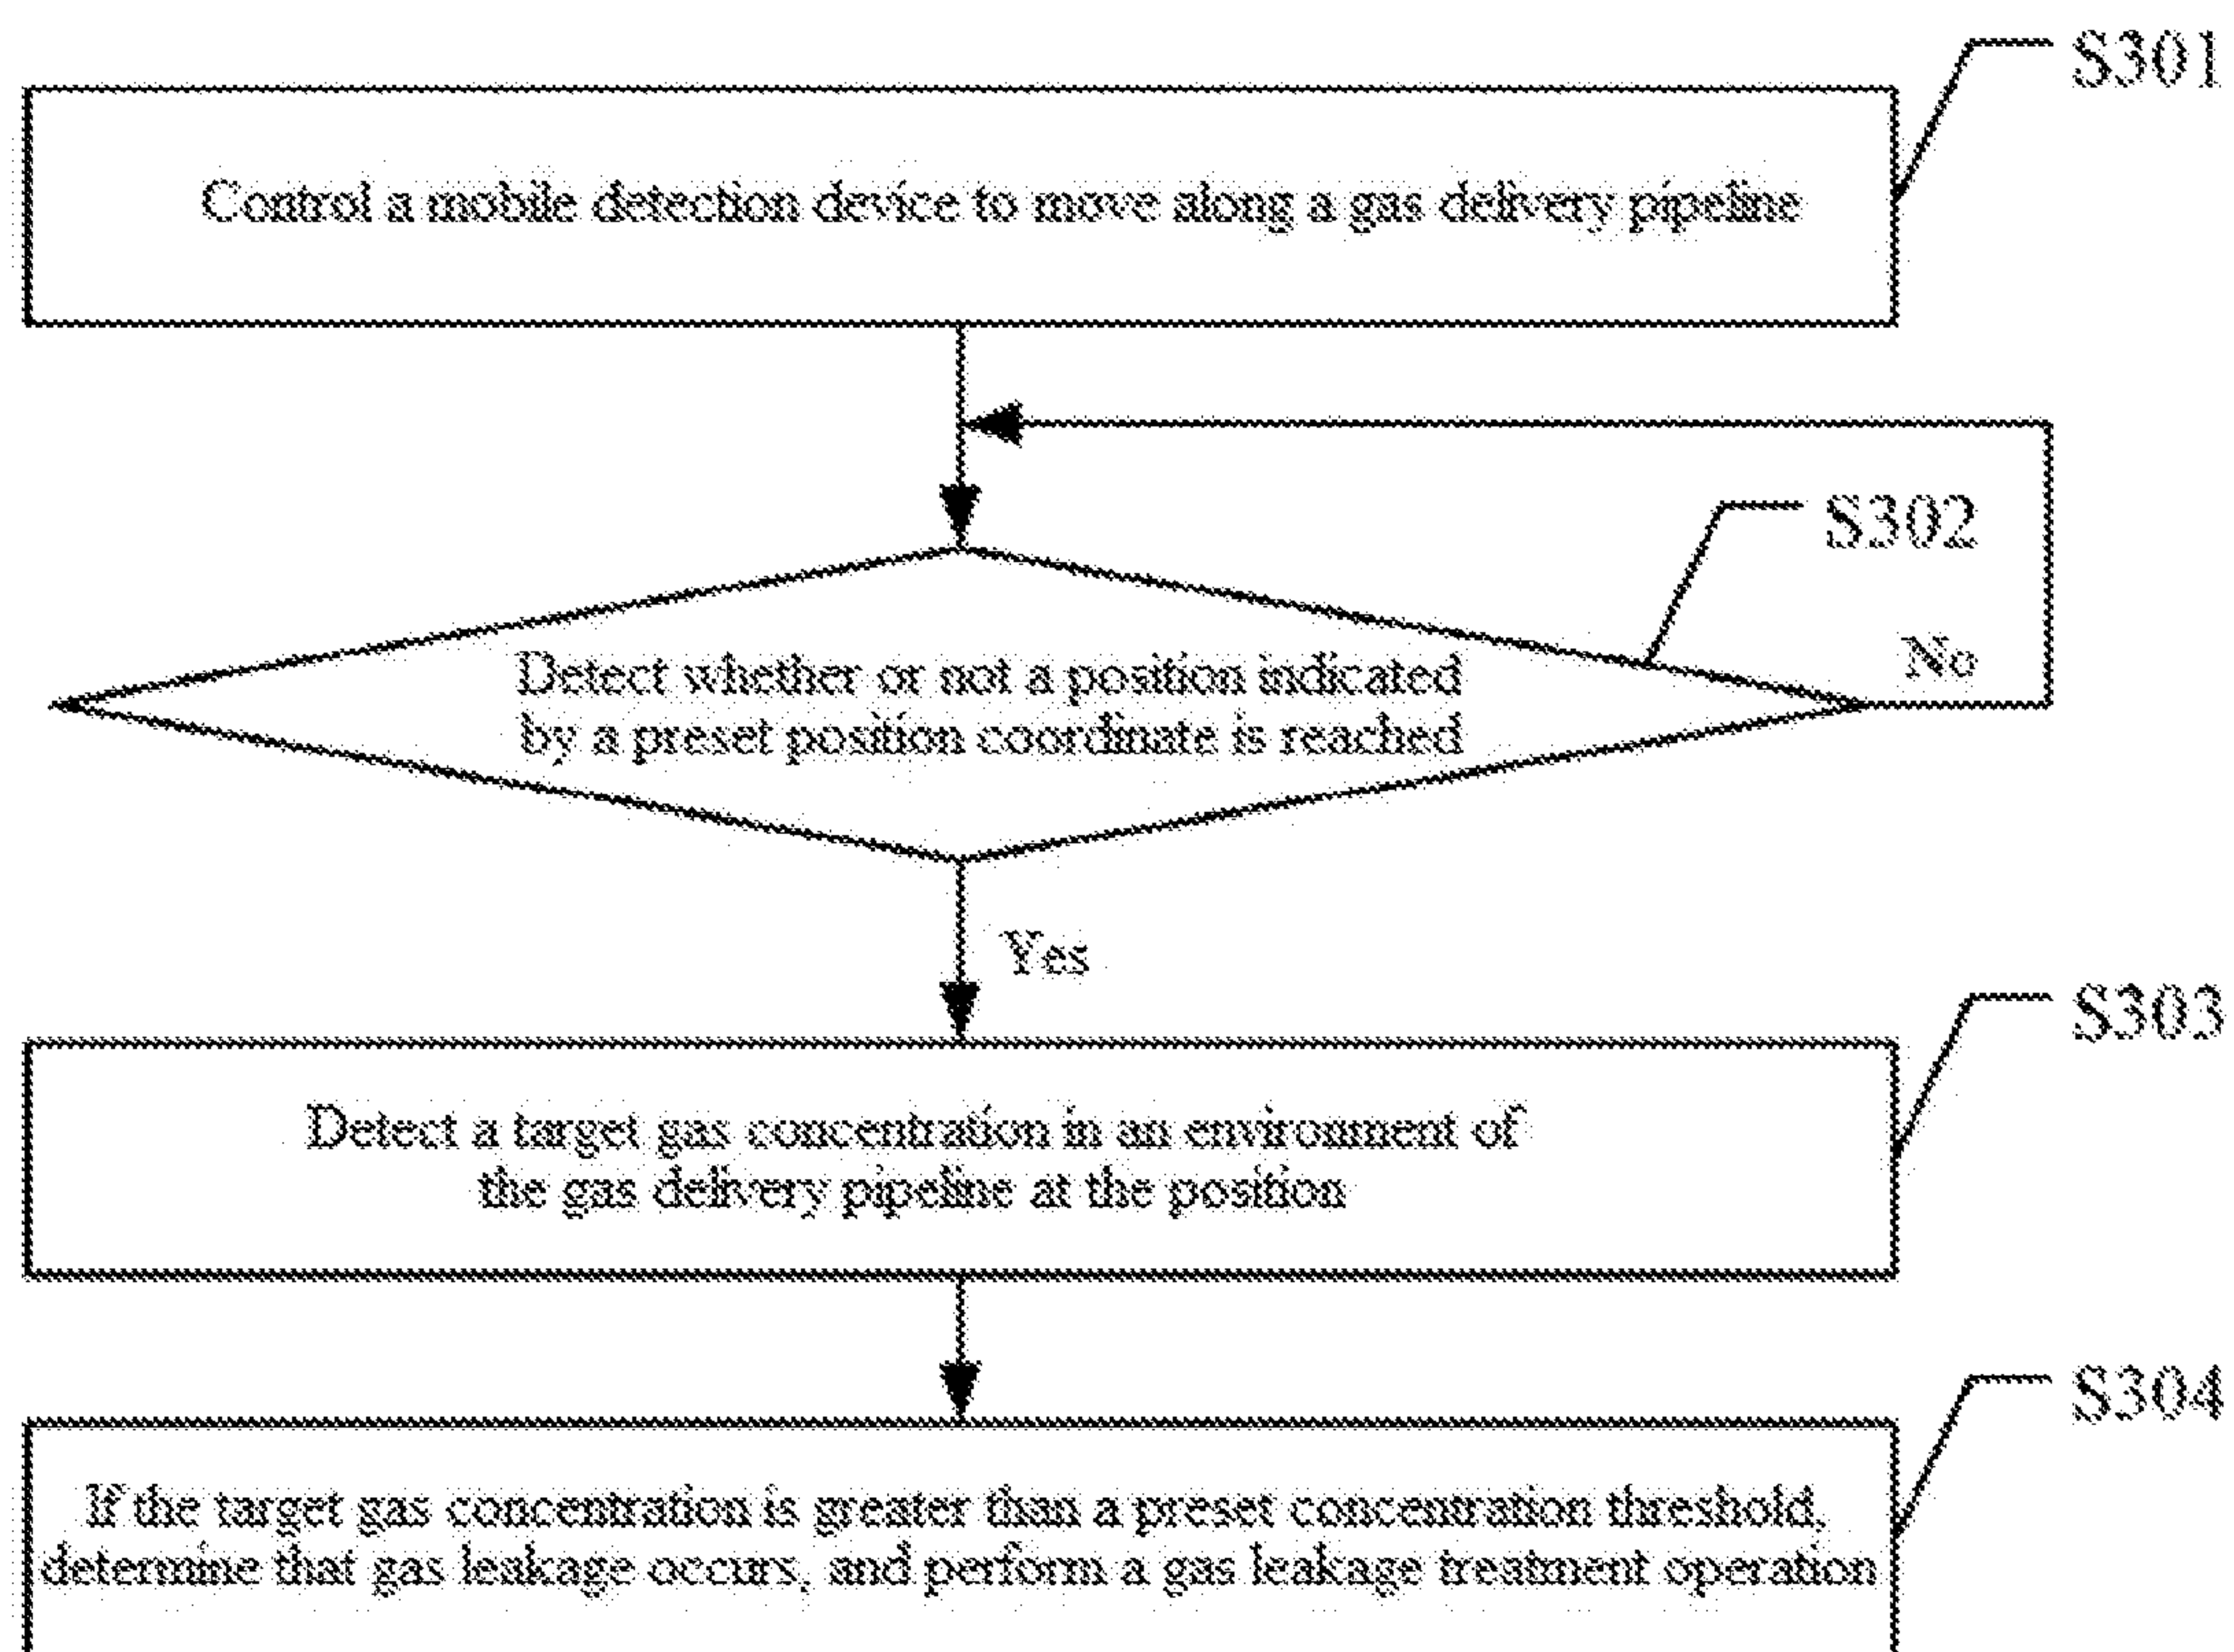 S301
Control a mobile detection device to move along a gas delivery pipeline
S302
No
Detect whether or not a position indicated
by a preset position coordinate is reached
Yes
S303
Detect a target gas concentration in an environment of
the gas delivery pipeline at the position
S304
If the target gas concentration is greater than a preset concentration threshold,
determine that gas leakage occurs, and perform a gas leakage treatment operation